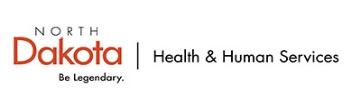 NORTH
Dakota | Health & Human Services
Be Legendary.